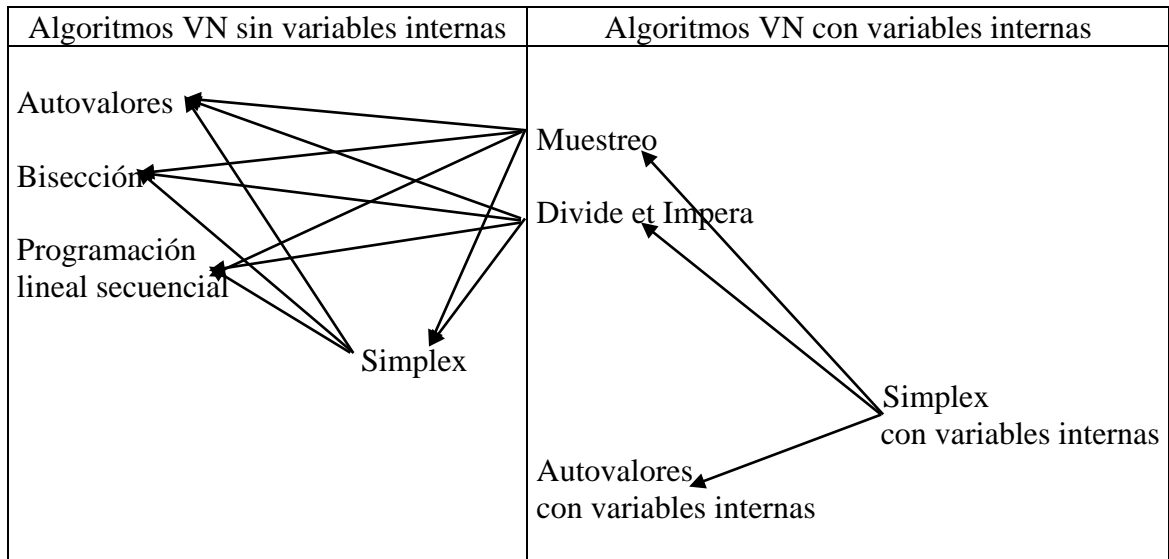 Algoritmos VN sin variables internas
Algoritmos VN con variables internas
Autovalores
Bisección
Programación
lineal secuencial
Simplex
Muestreo
Divide et Impera
Simplex
con variables internas
Autovalores
con variables internas